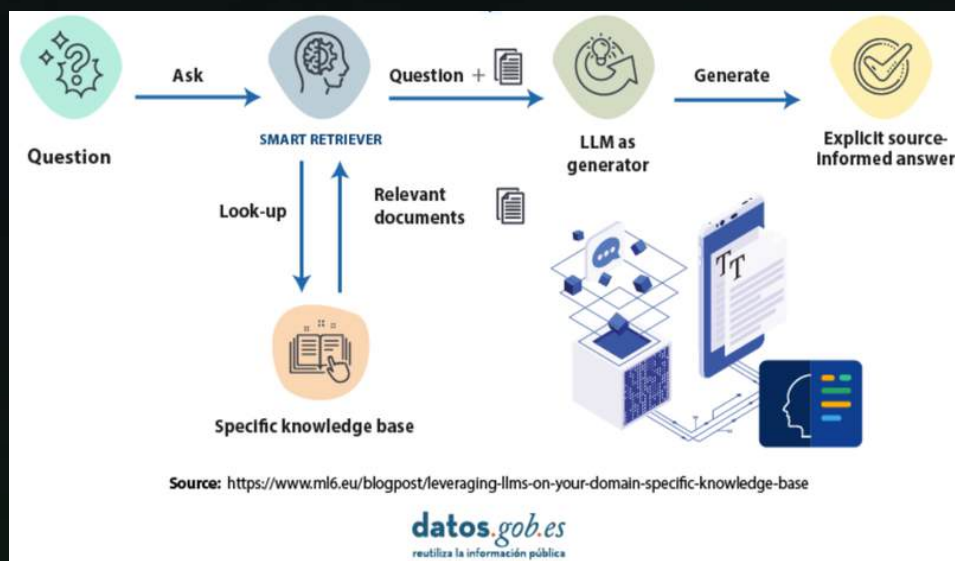 Ask
Question +
Generate
Question
SMART RETRIEVER
LLM as
generator
Explicit source-
Informed answer
Look-up
Relevant
documents
TT
Specific knowledge base
Source: https://www.ml6.eu/blogpost/leveraging-llms-on-your-domain-specific-knowledge-base
datos.gob.es
reutiliza la información pública